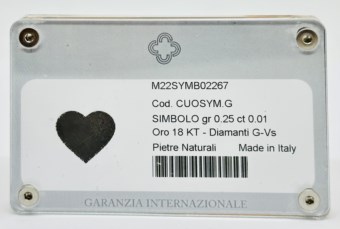 M22SYMB02267
Cod. CUOSYM.G
SIMBOLO gr 0.25 ct 0.01
Oro 18 KT - Diamanti G-Vs
Pietre Naturali Made in Italy
GARANZIA INTERNAZIONALE